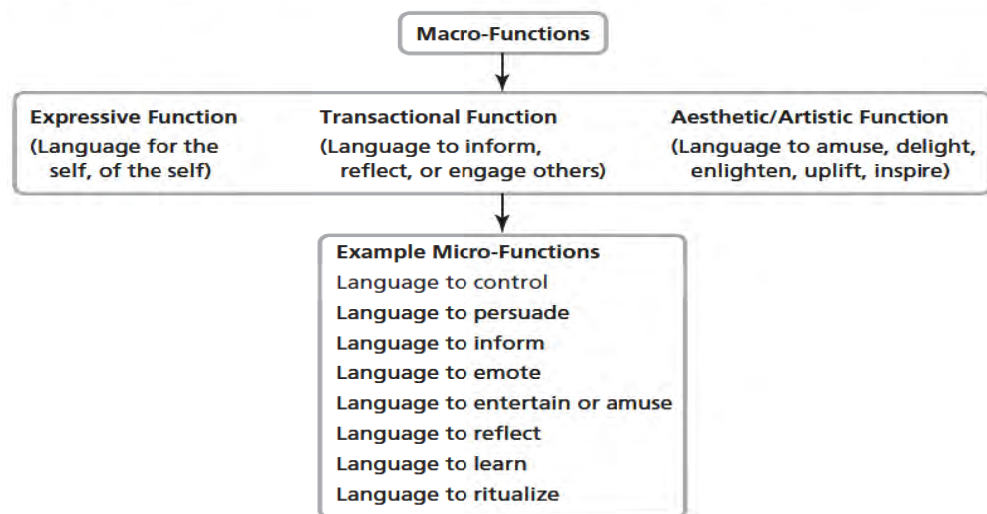 Macro-Functions
Expressive Function
(Language for the
self, of the self)
Transactional Function
(Language to inform,
reflect, or engage others)
Aesthetic/Artistic Function
(Language to amuse, delight,
enlighten, uplift, inspire)
Example Micro-Functions
Language to control
Language to persuade
Language to inform
Language to emote
Language to entertain or amuse
Language to reflect
Language to learn
Language to ritualize